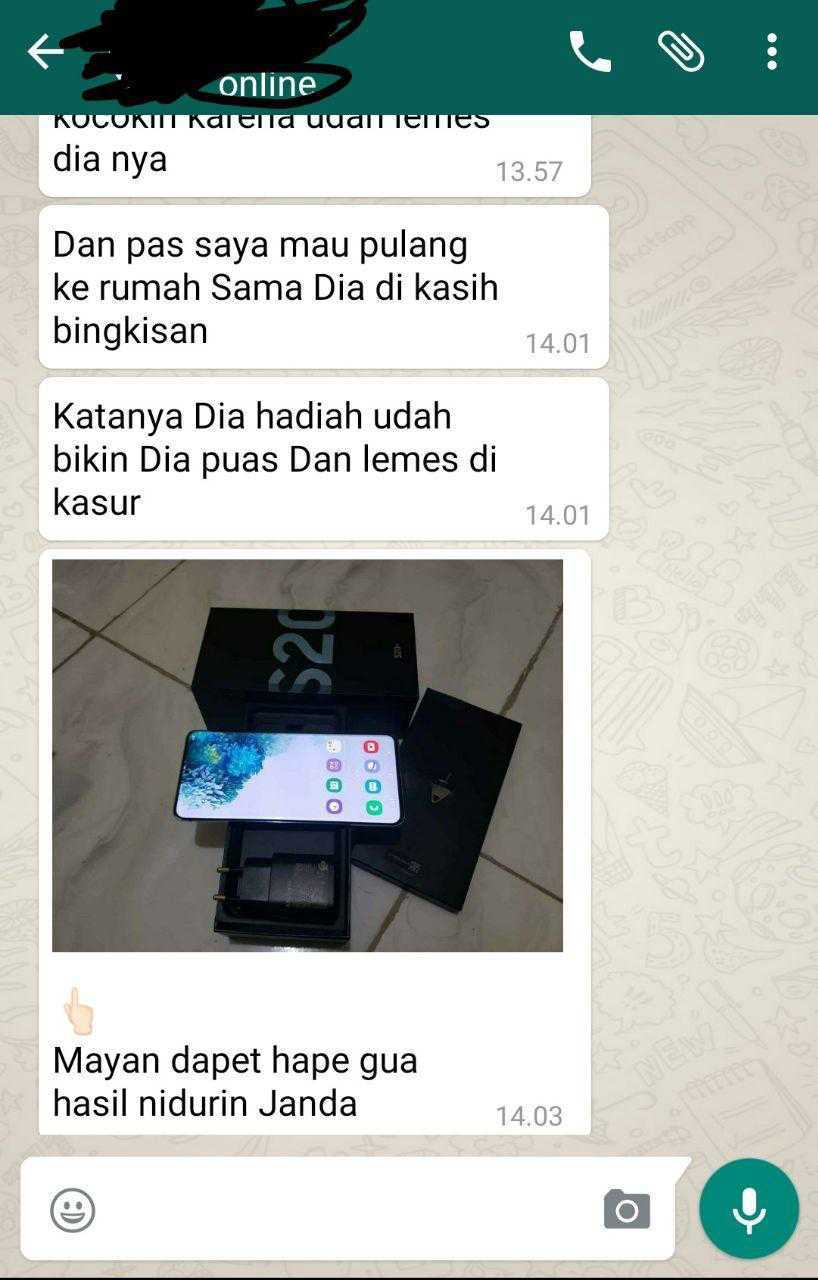 online
kocokin karena udah lemes
dia nya
13.57
Dan pas saya mau pulang
ke rumah Sama Dia di kasih
bingkisan
14.01
Katanya Dia hadiah udah
bikin Dia puas Dan lemes di
kasur
14.01
S20
Mayan dapet hape gua
hasil nidurin Janda
14.03